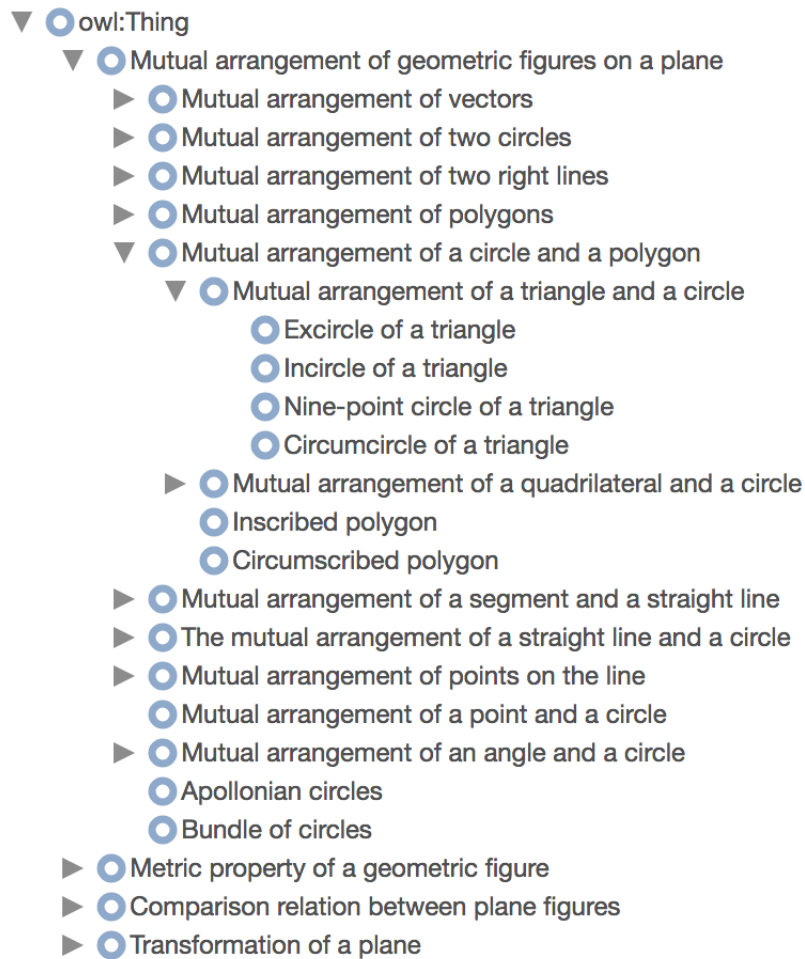 owl:Thing
Mutual arrangement of geometric figures on a plane
Mutual arrangement of vectors
Mutual arrangement of two circles
Mutual arrangement of two right lines
Mutual arrangement of polygons
Mutual arrangement of a circle and a polygon
Mutual arrangement of a triangle and a circle
Excircle of a triangle
Incircle of a triangle
Nine-point circle of a triangle
Circumcircle of a triangle
Mutual arrangement of a quadrilateral and a circle
Inscribed polygon
Circumscribed polygon
Mutual arrangement of a segment and a straight line
The mutual arrangement of a straight line and a circle
Mutual arrangement of points on the line
Mutual arrangement of a point and a circle
Mutual arrangement of an angle and a circle
Apollonian circles
Bundle of circles
Metric property of a geometric figure
Comparison relation between plane figures
Transformation of a plane